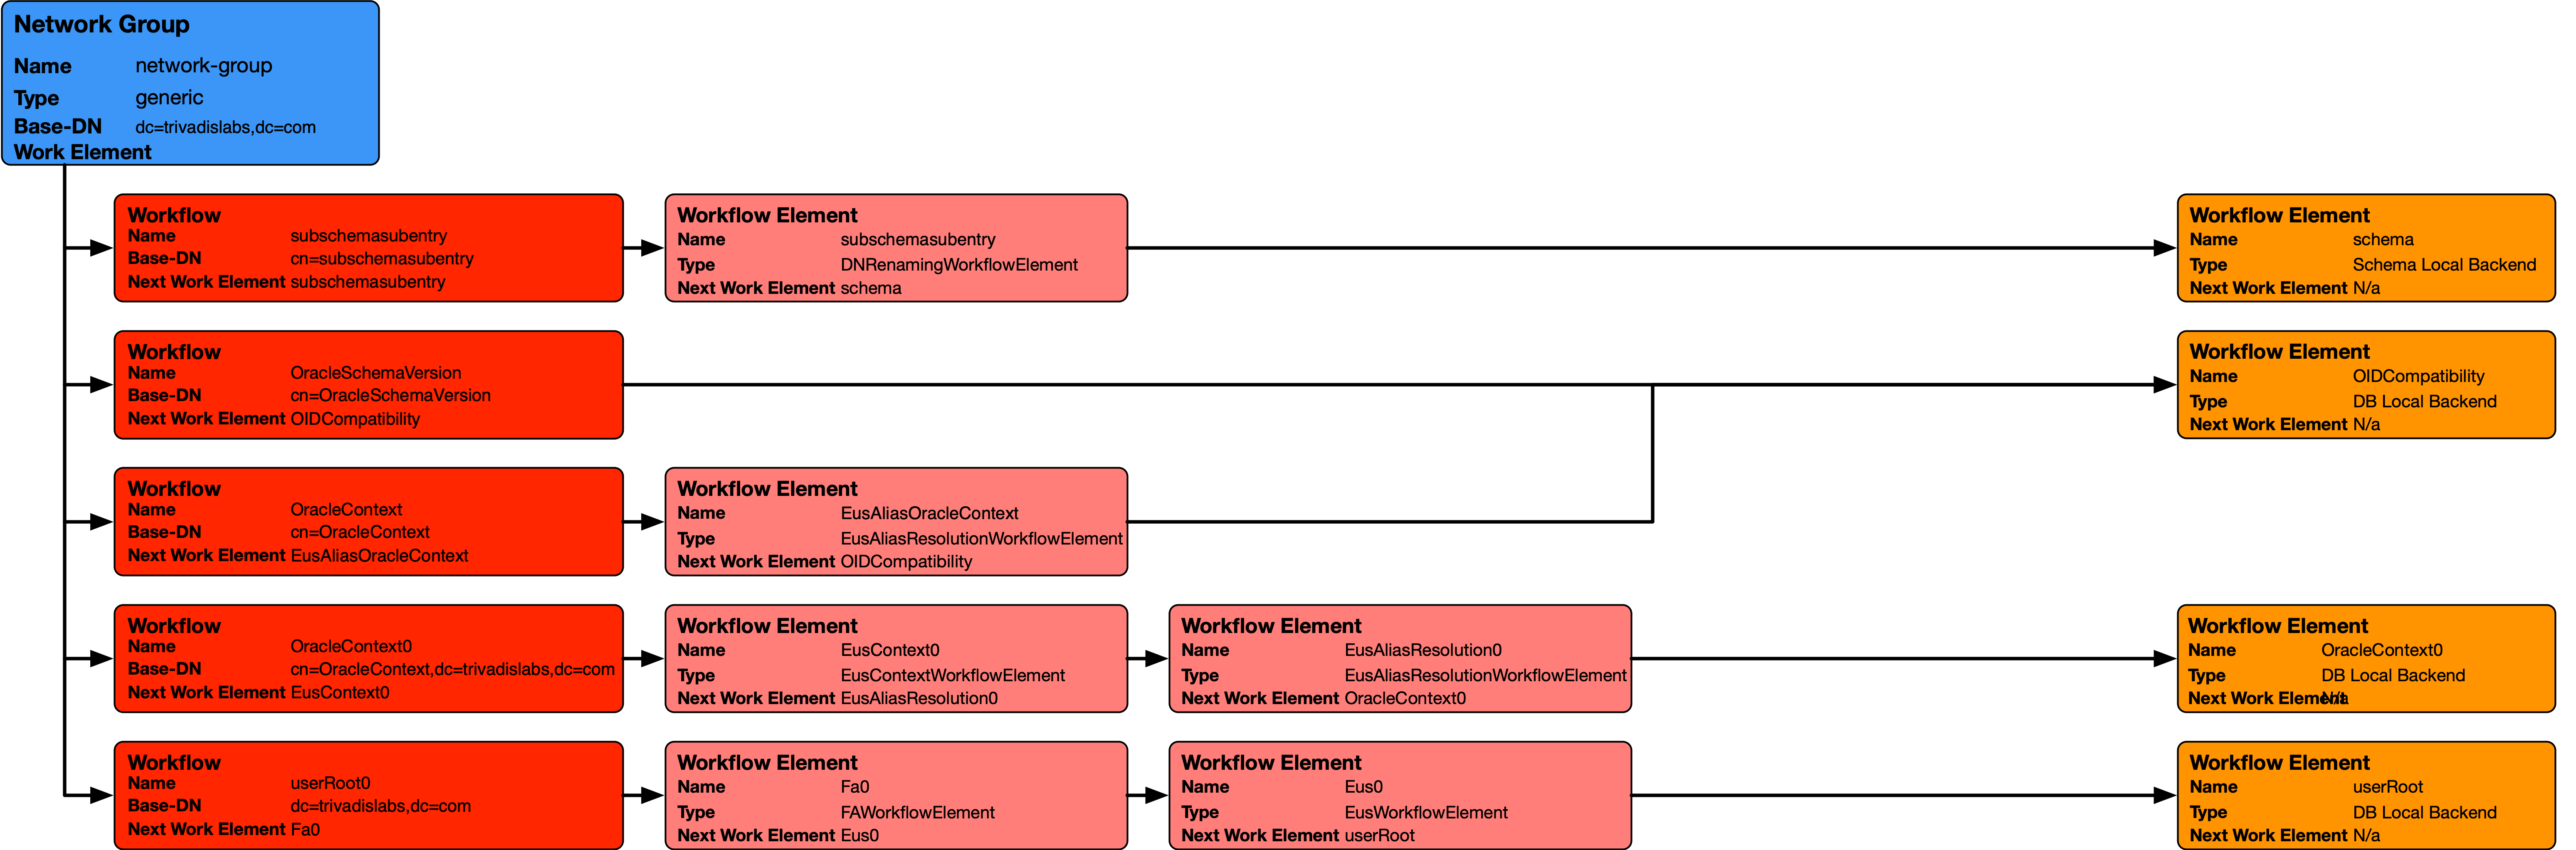 Network Group
Name network-group
Type generic
Base-DN dc=trivadislabs,dc=com
Work Element
Workflow
Name subschemasubentry
Base-DN cn=subschemasubentry
Next Work Element subschemasubentry
Workflow Element
Name subschemasubentry
Type DNRenamingWorkflowElement
Next Work Element schema
Workflow Element
Name schema
Type Schema Local Backend
Next Work Element N/a
Workflow
Name OracleSchemaVersion
Base-DN cn=OracleSchemaVersion
Next Work Element OIDCompatibility
Workflow Element
Name OIDCompatibility
Type DB Local Backend
Next Work Element N/a
Workflow
Name OracleContext
Base-DN cn=OracleContext
Next Work Element EusAliasOracleContext
Workflow Element
Name EusAliasOracleContext
Type EusAliasResolutionWorkflowElement
Next Work Element OIDCompatibility
Workflow
Name OracleContext0
Base-DN cn=OracleContext,dc=trivadislabs,dc=com
Next Work Element EusContext0
Workflow Element
Name EusContext0
Type EusContextWorkflowElement
Next Work Element EusAliasResolution0
Workflow Element
Name EusAliasResolution0
Type EusAliasResolutionWorkflowElement
Next Work Element OracleContext0
Workflow Element
Name OracleContext0
Type DB Local Backend
Next Work Element N/a
Workflow
Name userRoot0
Base-DN dc=trivadislabs,dc=com
Next Work Element Fa0
Workflow Element
Name Fa0
Type FAWorkflowElement
Next Work Element Eus0
Workflow Element
Name Eus0
Type EusWorkflowElement
Next Work Element userRoot
Workflow Element
Name userRoot
Type DB Local Backend
Next Work Element N/a